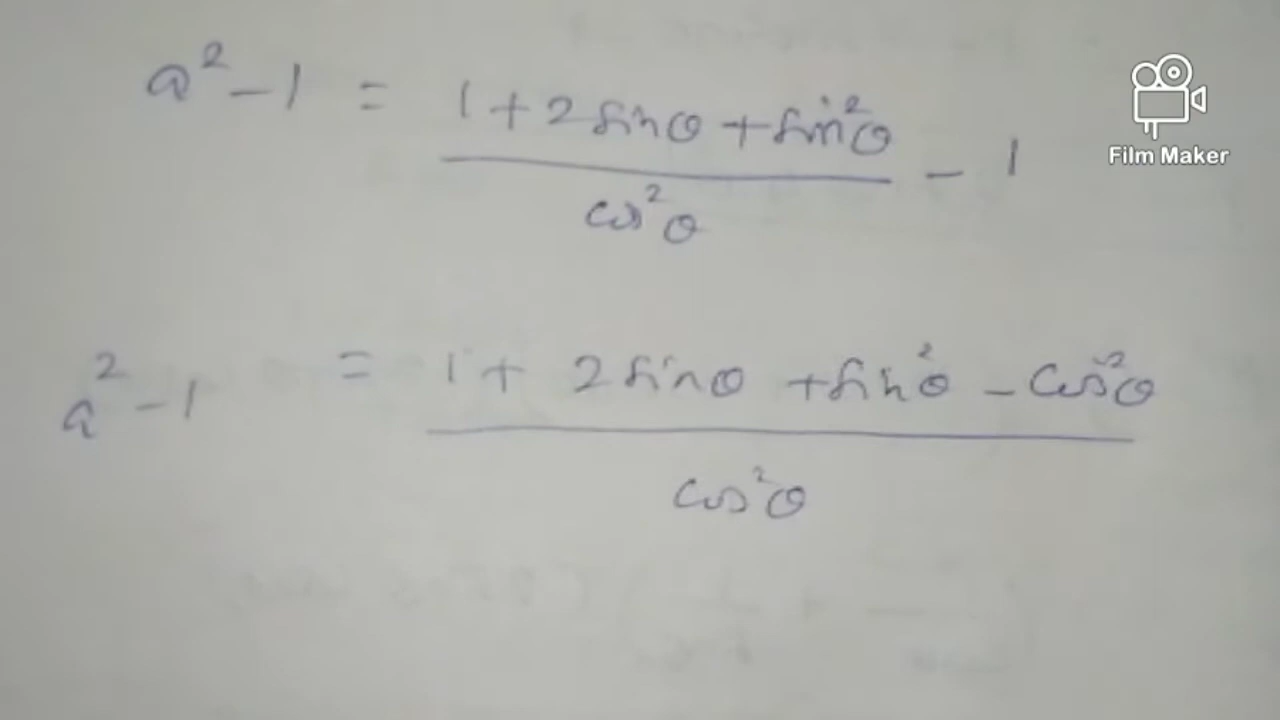 a² - 1 = (1 + 2 sinθ + sin²θ) / cos²θ - 1
Film Maker
a² - 1 = (1 + 2 sinθ + sin²θ - cos²θ) / cos²θ